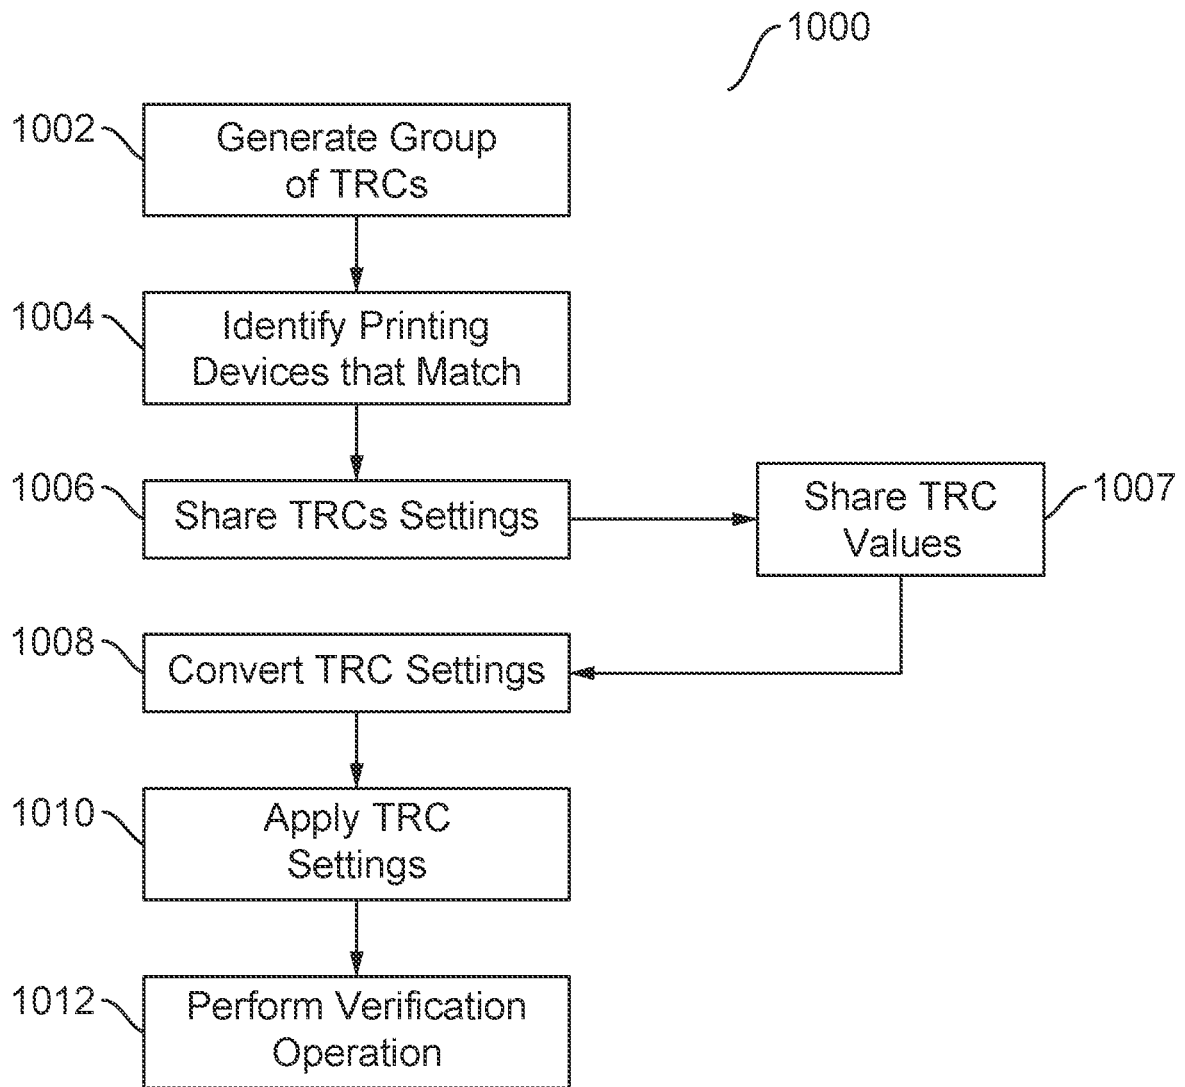 1000
1002
Generate Group
of TRCs
1004
Identify Printing
Devices that Match
1006
Share TRCs Settings
Share TRC
Values
1007
1008
Convert TRC Settings
1010
Apply TRC
Settings
1012
Perform Verification
Operation